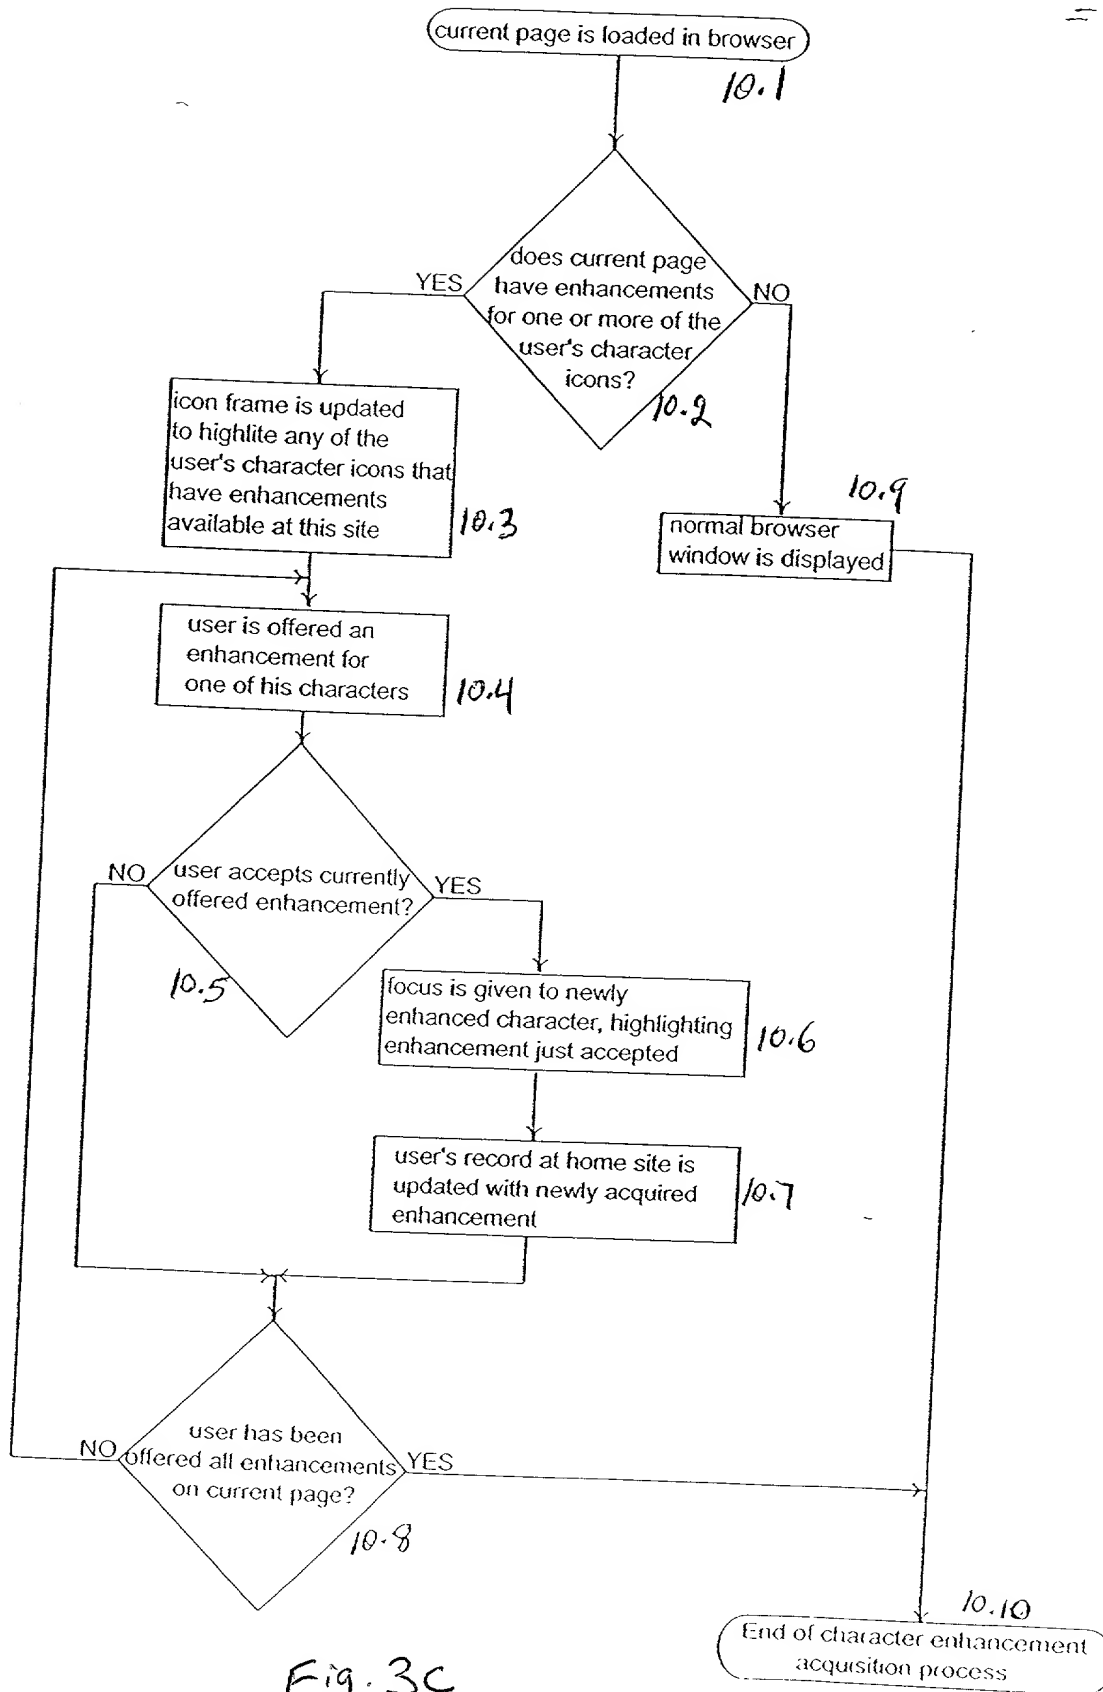 current page is loaded in browser
10.1
does current page
have enhancements
for one or more of the
user's character
icons?
YES
NO
10.2
icon frame is updated
to highlite any of the
user's character icons that
have enhancements
available at this site
10.3
10.9
normal browser
window is displayed
user is offered an
enhancement for
one of his characters
10.4
user accepts currently
offered enhancement?
NO
YES
10.5
focus is given to newly
enhanced character, highlighting
enhancement just accepted
10.6
user's record at home site is
updated with newly acquired
enhancement
10.7
user has been
offered all enhancements
on current page?
NO
YES
10.8
10.10
End of character enhancement
acquisition process
Fig. 3C